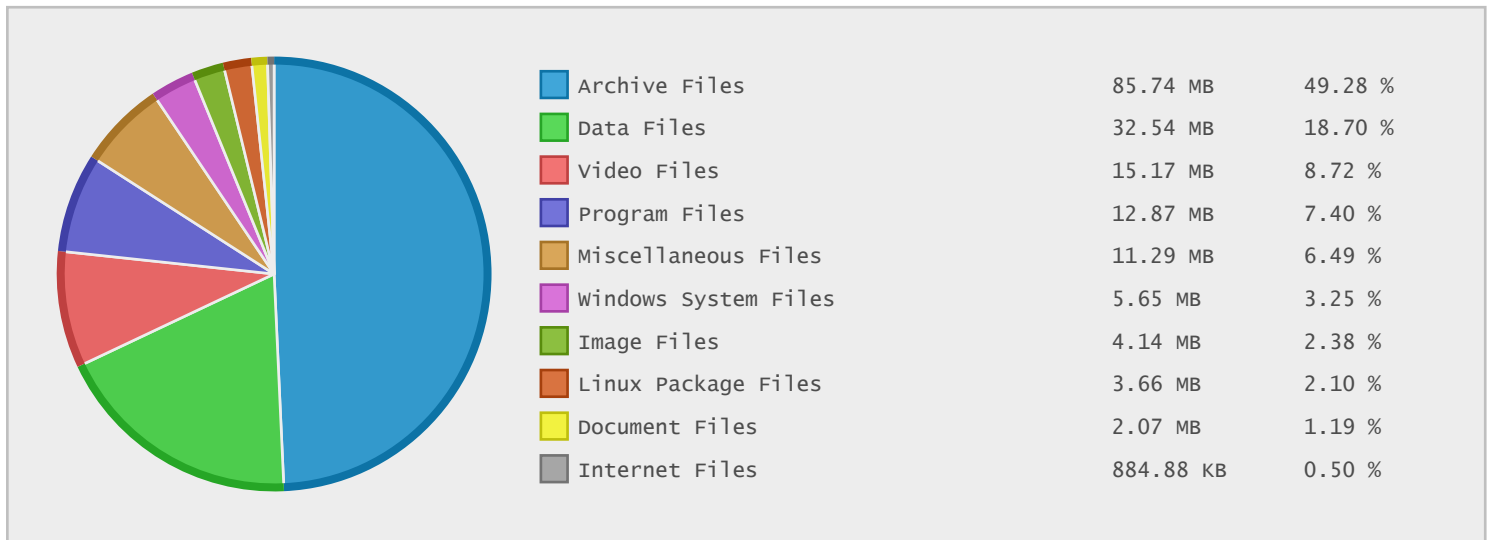 Archive Files 85.74 MB 49.28 %
Data Files 32.54 MB 18.70 %
Video Files 15.17 MB 8.72 %
Program Files 12.87 MB 7.40 %
Miscellaneous Files 11.29 MB 6.49 %
Windows System Files 5.65 MB 3.25 %
Image Files 4.14 MB 2.38 %
Linux Package Files 3.66 MB 2.10 %
Document Files 2.07 MB 1.19 %
Internet Files 884.88 KB 0.50 %